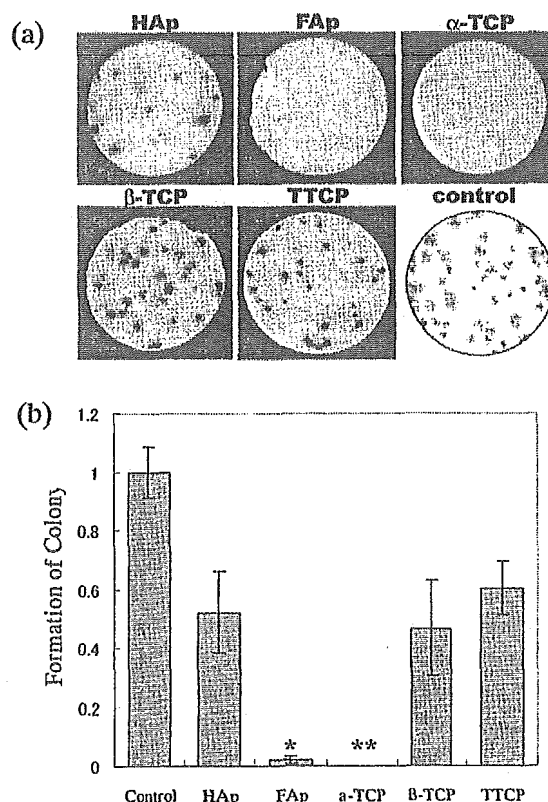 (a)
HAp FAp α-TCP
β-TCP TTCP control
(b)
1.2
1
0.8
0.6
0.4
0.2
0
Formation of Colony
* **
Control HAp FAp a-TCP ß-TCP TTCP